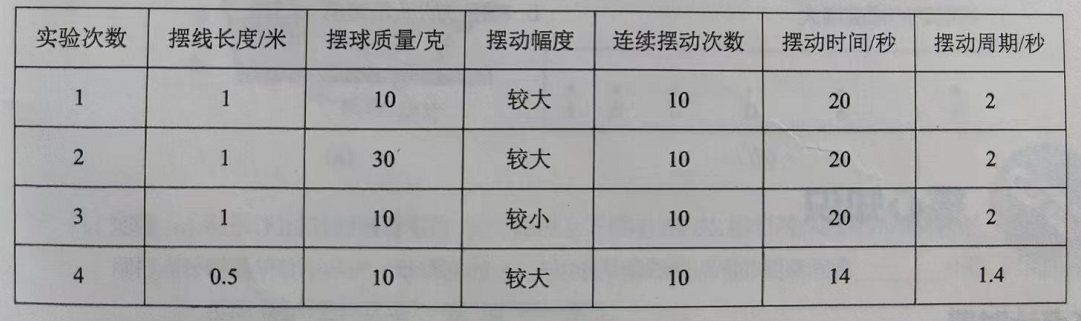 实验次数 摆线长度/米 摆球质量/克 摆动幅度 连续摆动次数 摆动时间/秒 摆动周期/秒
1 1 10 较大 10 20 2
2 1 30 较大 10 20 2
3 1 10 较小 10 20 2
4 0.5 10 较大 10 14 1.4